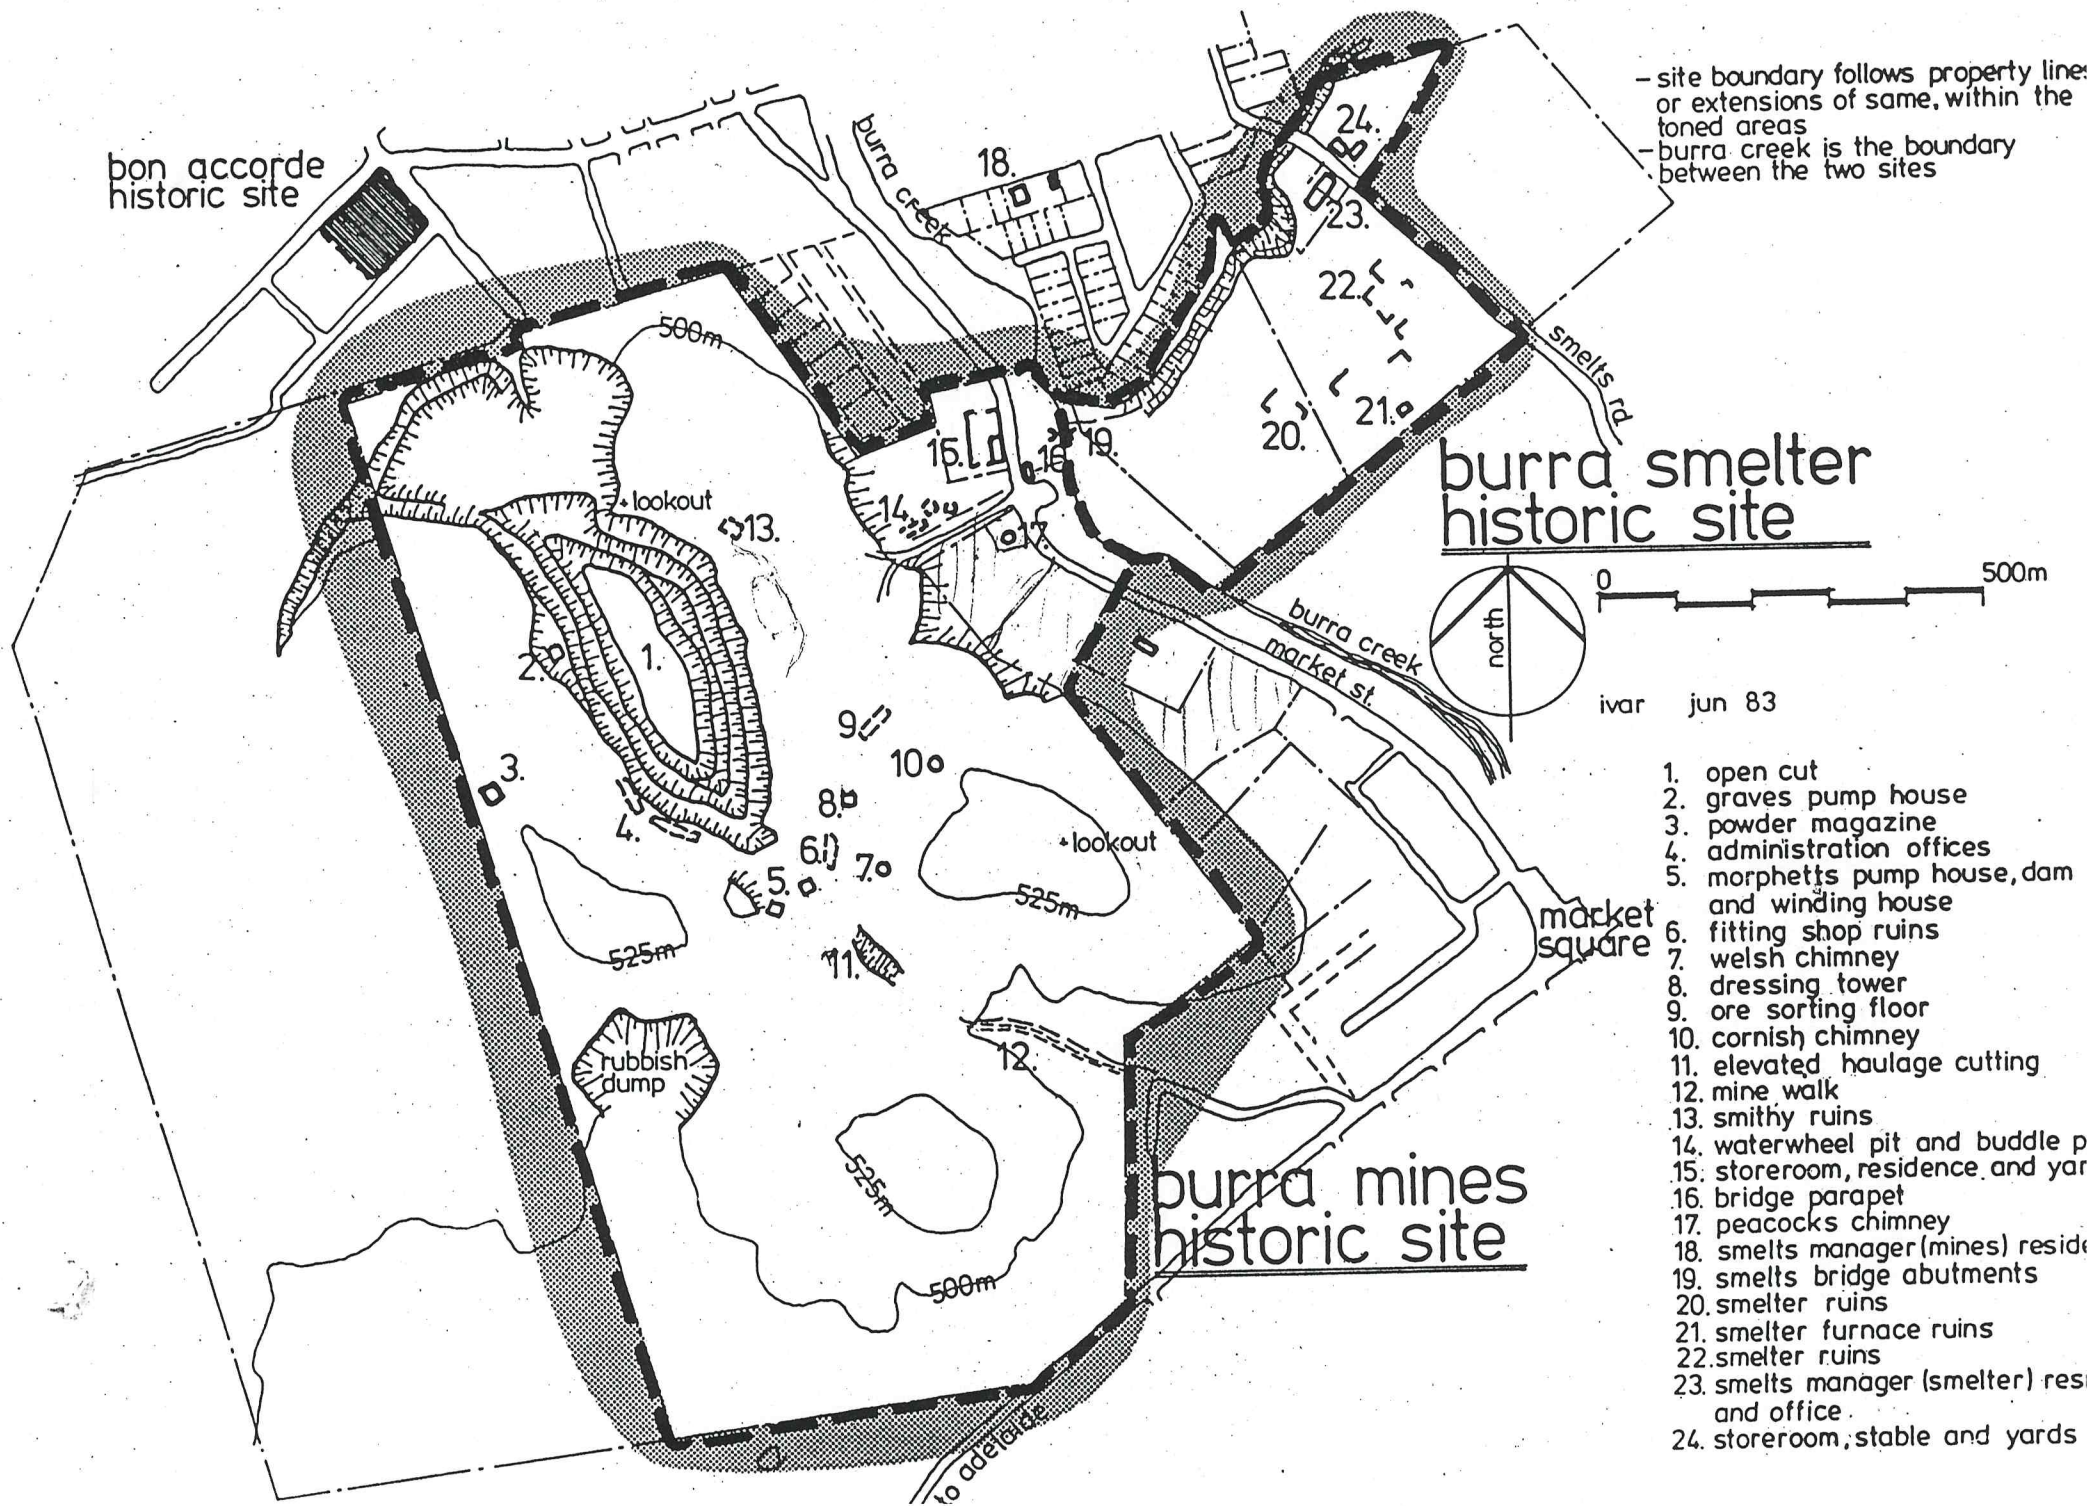 bon accorde
historic site
burra creek
18.
24.
– site boundary follows property lines
or extensions of same, within the
toned areas
– burra creek is the boundary
between the two sites
23.
22.
500m
smelts rd
21.
20.
19.
15.
16
burra smelter
historic site
+lookout
13.
14.
17
0
500m
north
burra creek
market st.
ivar jun 83
1.
2.
3.
4.
9
10
8.
6.
7.
5.
+lookout
525m
525m
11.
12.
market
square
rubbish
dump
525m
500m
burra mines
historic site
to adelaide
1. open cut
2. graves pump house
3. powder magazine
4. administration offices
5. morphetts pump house, dam
and winding house
6. fitting shop ruins
7. welsh chimney
8. dressing tower
9. ore sorting floor
10. cornish chimney
11. elevated haulage cutting
12. mine walk
13. smithy ruins
14. waterwheel pit and buddle p
15. storeroom, residence and yar
16. bridge parapet
17. peacocks chimney
18. smelts manager (mines) resid
19. smelts bridge abutments
20. smelter ruins
21. smelter furnace ruins
22. smelter ruins
23. smelts manager (smelter) res
and office
24. storeroom, stable and yards